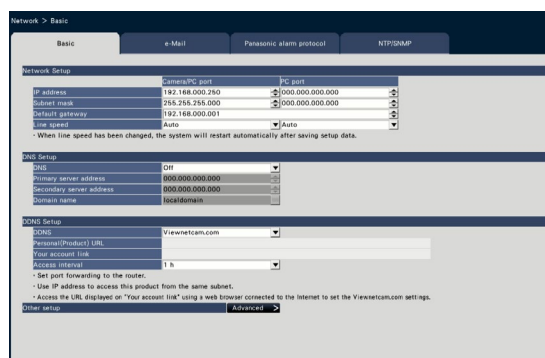 Network > Basic
Basic e-Mail Panasonic alarm protocol NTP/SNMP
Network Setup
Camera/PC port PC port
IP address 192.168.000.250 000.000.000.000
Subnet mask 255.255.255.000 000.000.000.000
Default gateway 192.168.000.001
Line speed Auto Auto
・When line speed has been changed, the system will restart automatically after saving setup data.
DNS Setup
DNS Off
Primary server address 000.000.000.000
Secondary server address 000.000.000.000
Domain name localdomain
DDNS Setup
DDNS Viewnetcam.com
Personal(Product) URL
Your account link
Access interval 1 h
・Set port forwarding to the router.
・Use IP address to access this product from the same subnet.
・Access the URL displayed on "Your account link" using a web browser connected to the Internet to set the Viewnetcam.com settings.
Other setup Advanced >